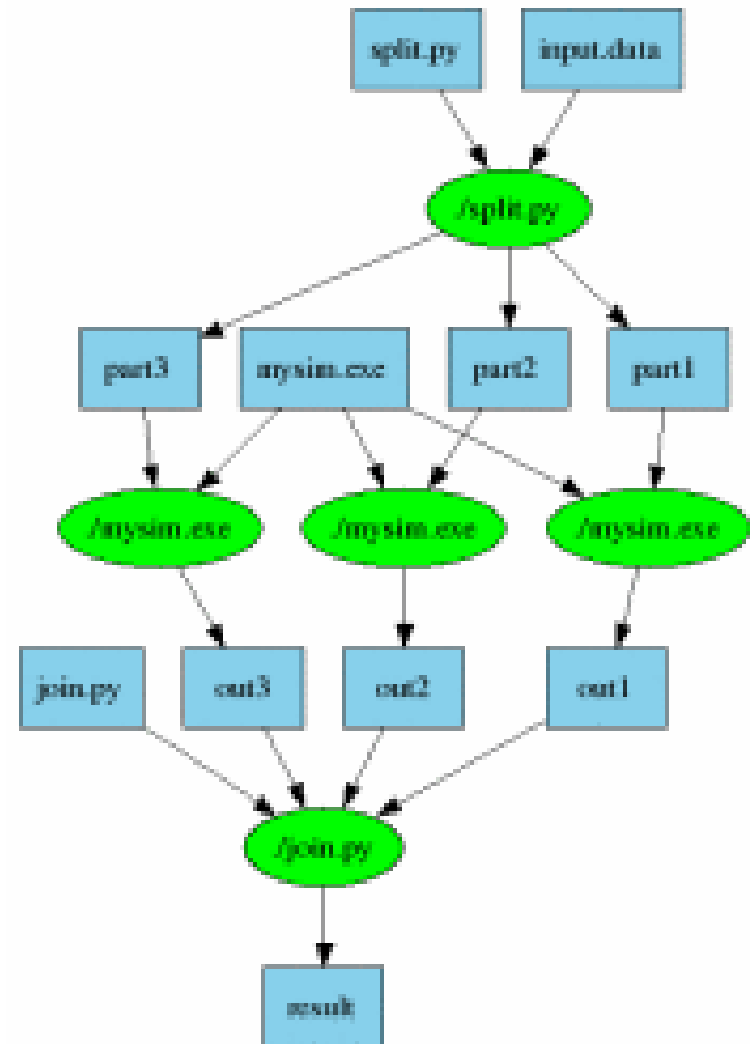 split.py
input.data
./split.py
part3
mysim.exe
part2
part1
./mysim.exe
./mysim.exe
./mysim.exe
join.py
out3
out2
out1
./join.py
result